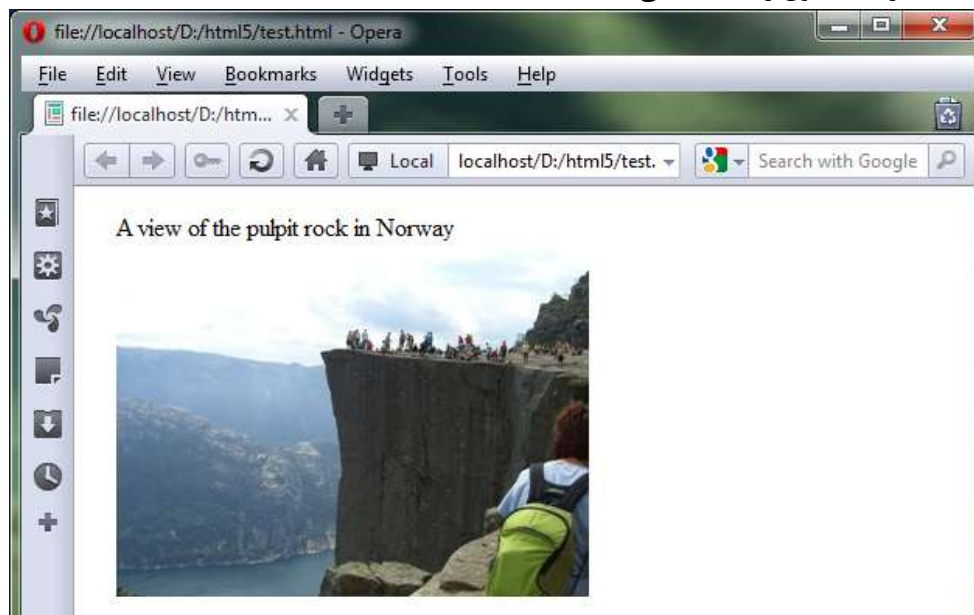 file://localhost/D:/html5/test.html - Opera
File Edit View Bookmarks Widgets Tools Help
file://localhost/D:/htm...
Local localhost/D:/html5/test. Search with Google
A view of the pulpit rock in Norway